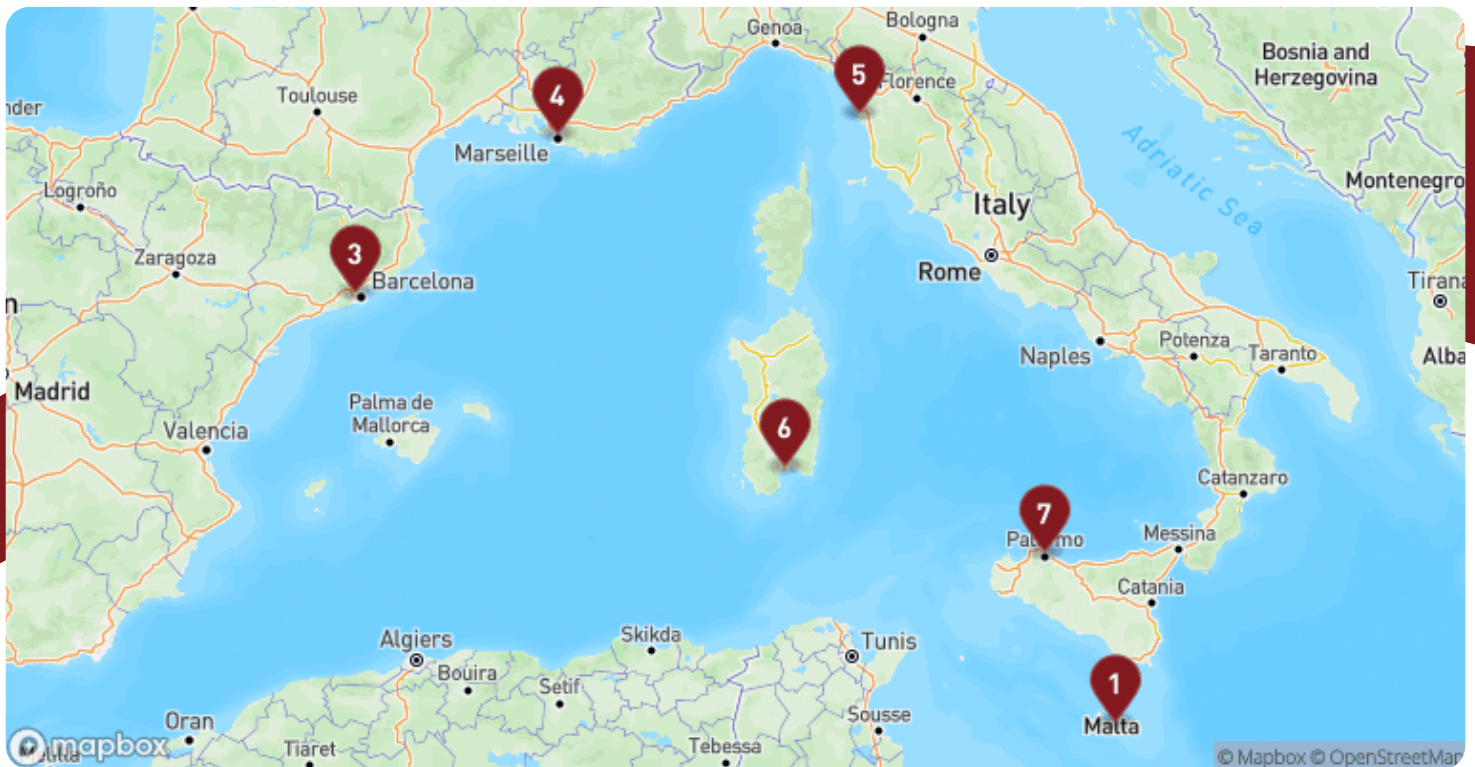 Bologna
Genoa
Bosnia and
Herzegovina
5
Florence
4
Toulouse
nder
Marseille
Adriatic Sea
Montenegro
Logroño
Italy
3
Zaragoza
Barcelona
Rome
Tirana
n
Naples
Potenza
Taranto
Alba
Madrid
Palma de
Mallorca
6
Valencia
Catanzaro
7
Messina
Catania
Algiers
Skikda
Tunis
Bouira
Setif
1
Oran
Sousse
Malta
Tiaret
Tebessa
mapbox
© Mapbox © OpenStreetMap